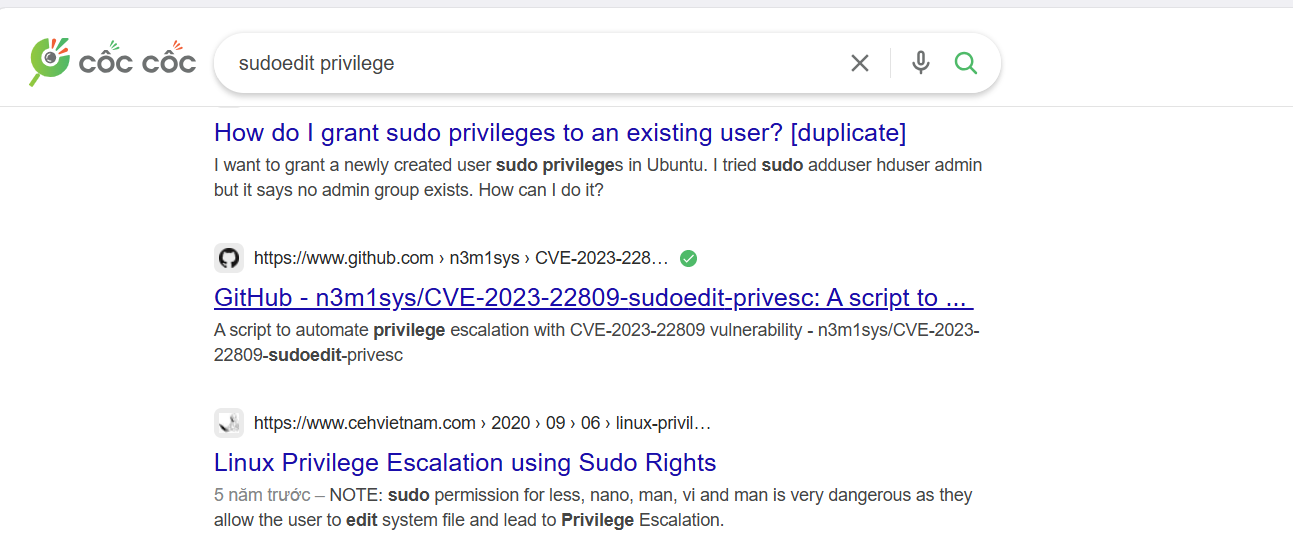 cốc cốc
sudoedit privilege
How do I grant sudo privileges to an existing user? [duplicate]
I want to grant a newly created user sudo privileges in Ubuntu. I tried sudo adduser hduser admin
but it says no admin group exists. How can I do it?
https://www.github.com › n3m1sys › CVE-2023-228...
GitHub - n3m1sys/CVE-2023-22809-sudoedit-privesc: A script to ...
A script to automate privilege escalation with CVE-2023-22809 vulnerability - n3m1sys/CVE-2023-
22809-sudoedit-privesc
https://www.cehvietnam.com › 2020 › 09 › 06 › linux-privil...
Linux Privilege Escalation using Sudo Rights
5 năm trước – NOTE: sudo permission for less, nano, man, vi and man is very dangerous as they
allow the user to edit system file and lead to Privilege Escalation.